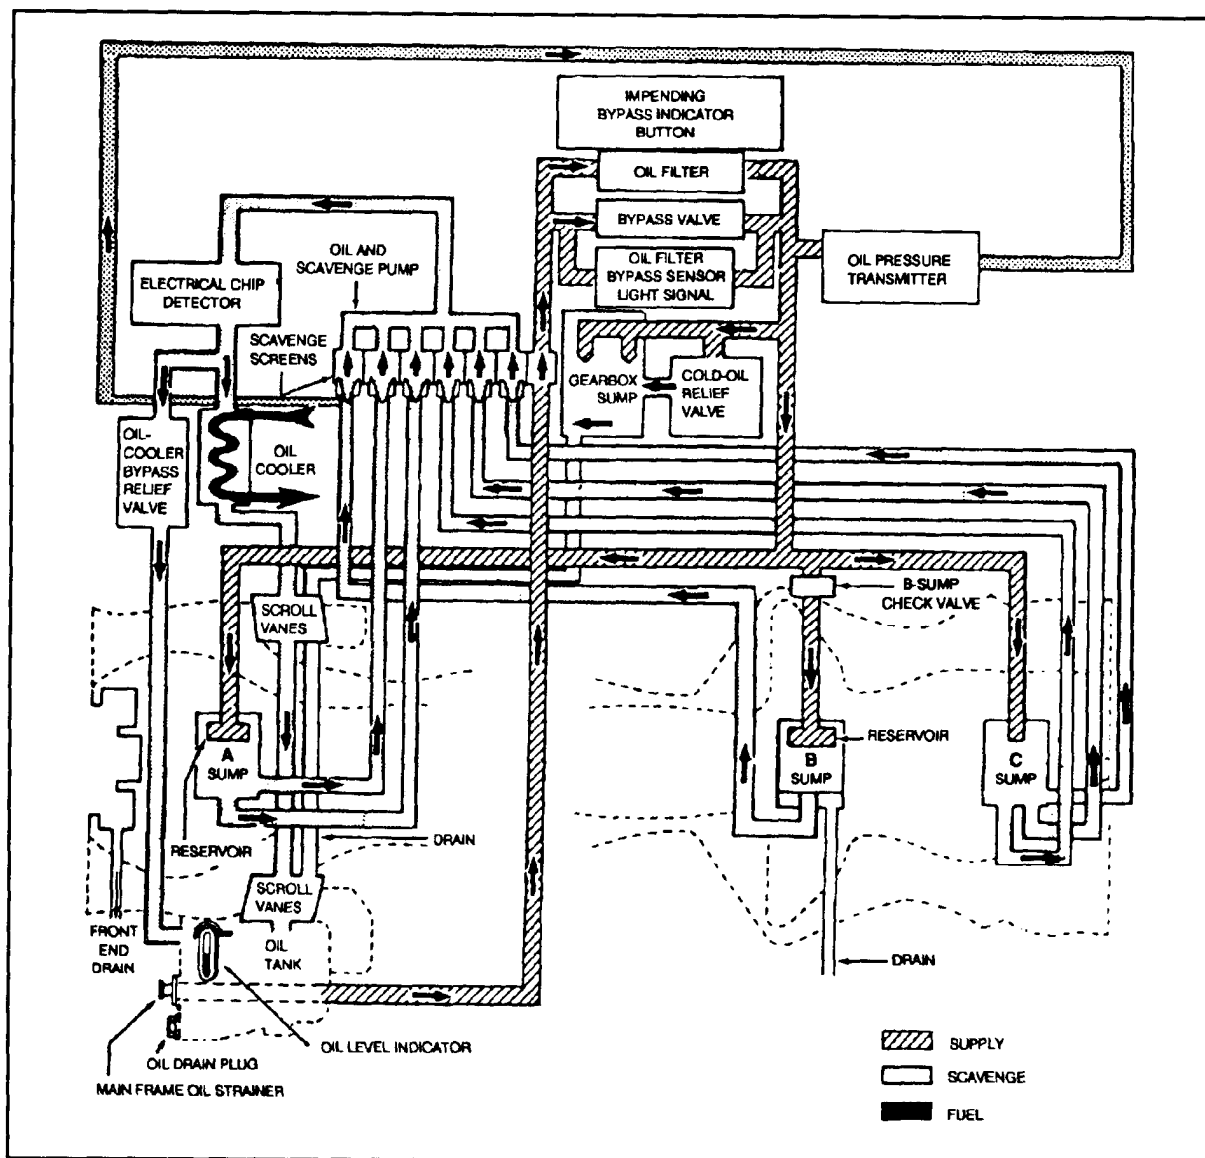 IMPENDING
BYPASS INDICATOR
BUTTON
OIL FILTER
BYPASS VALVE
OIL FILTER
BYPASS SENSOR
LIGHT SIGNAL
OIL PRESSURE
TRANSMITTER
OIL AND
SCAVENGE PUMP
ELECTRICAL CHIP
DETECTOR
SCAVENGE
SCREENS
GEARBOX
SUMP
COLD-OIL
RELIEF
VALVE
OIL-
COOLER
BYPASS
RELIEF
VALVE
OIL
COOLER
B-SUMP
CHECK VALVE
SCROLL
VANES
A
SUMP
RESERVOIR
B
SUMP
RESERVOIR
C
SUMP
DRAIN
SCROLL
VANES
FRONT
END
DRAIN
OIL
TANK
DRAIN
OIL LEVEL INDICATOR
OIL DRAIN PLUG
MAIN FRAME OIL STRAINER
SUPPLY
SCAVENGE
FUEL